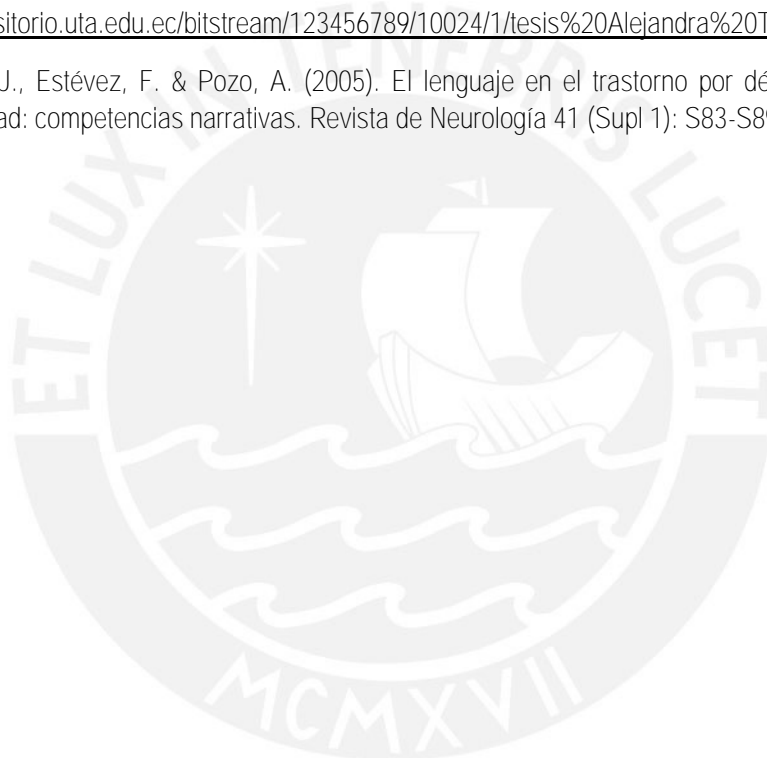 sitorio.uta.edu.ec/bitstream/123456789/10024/1/tesis%20Alejandra%20T
J., Estévez, F. & Pozo, A. (2005). El lenguaje en el trastorno por dé
ad: competencias narrativas. Revista de Neurología 41 (Supl 1): S83-S89
ET LUX IN TENEBRIS LUCET
MCMXVII